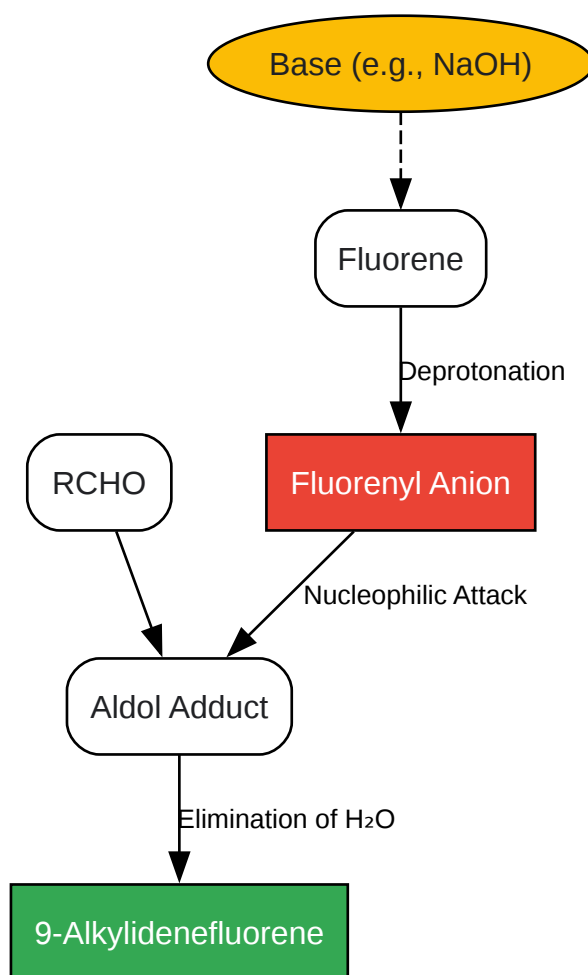 Base (e.g., NaOH)
Fluorene
Deprotonation
RCHO
Fluorenyl Anion
Nucleophilic Attack
Aldol Adduct
Elimination of H₂O
9-Alkylidenefluorene